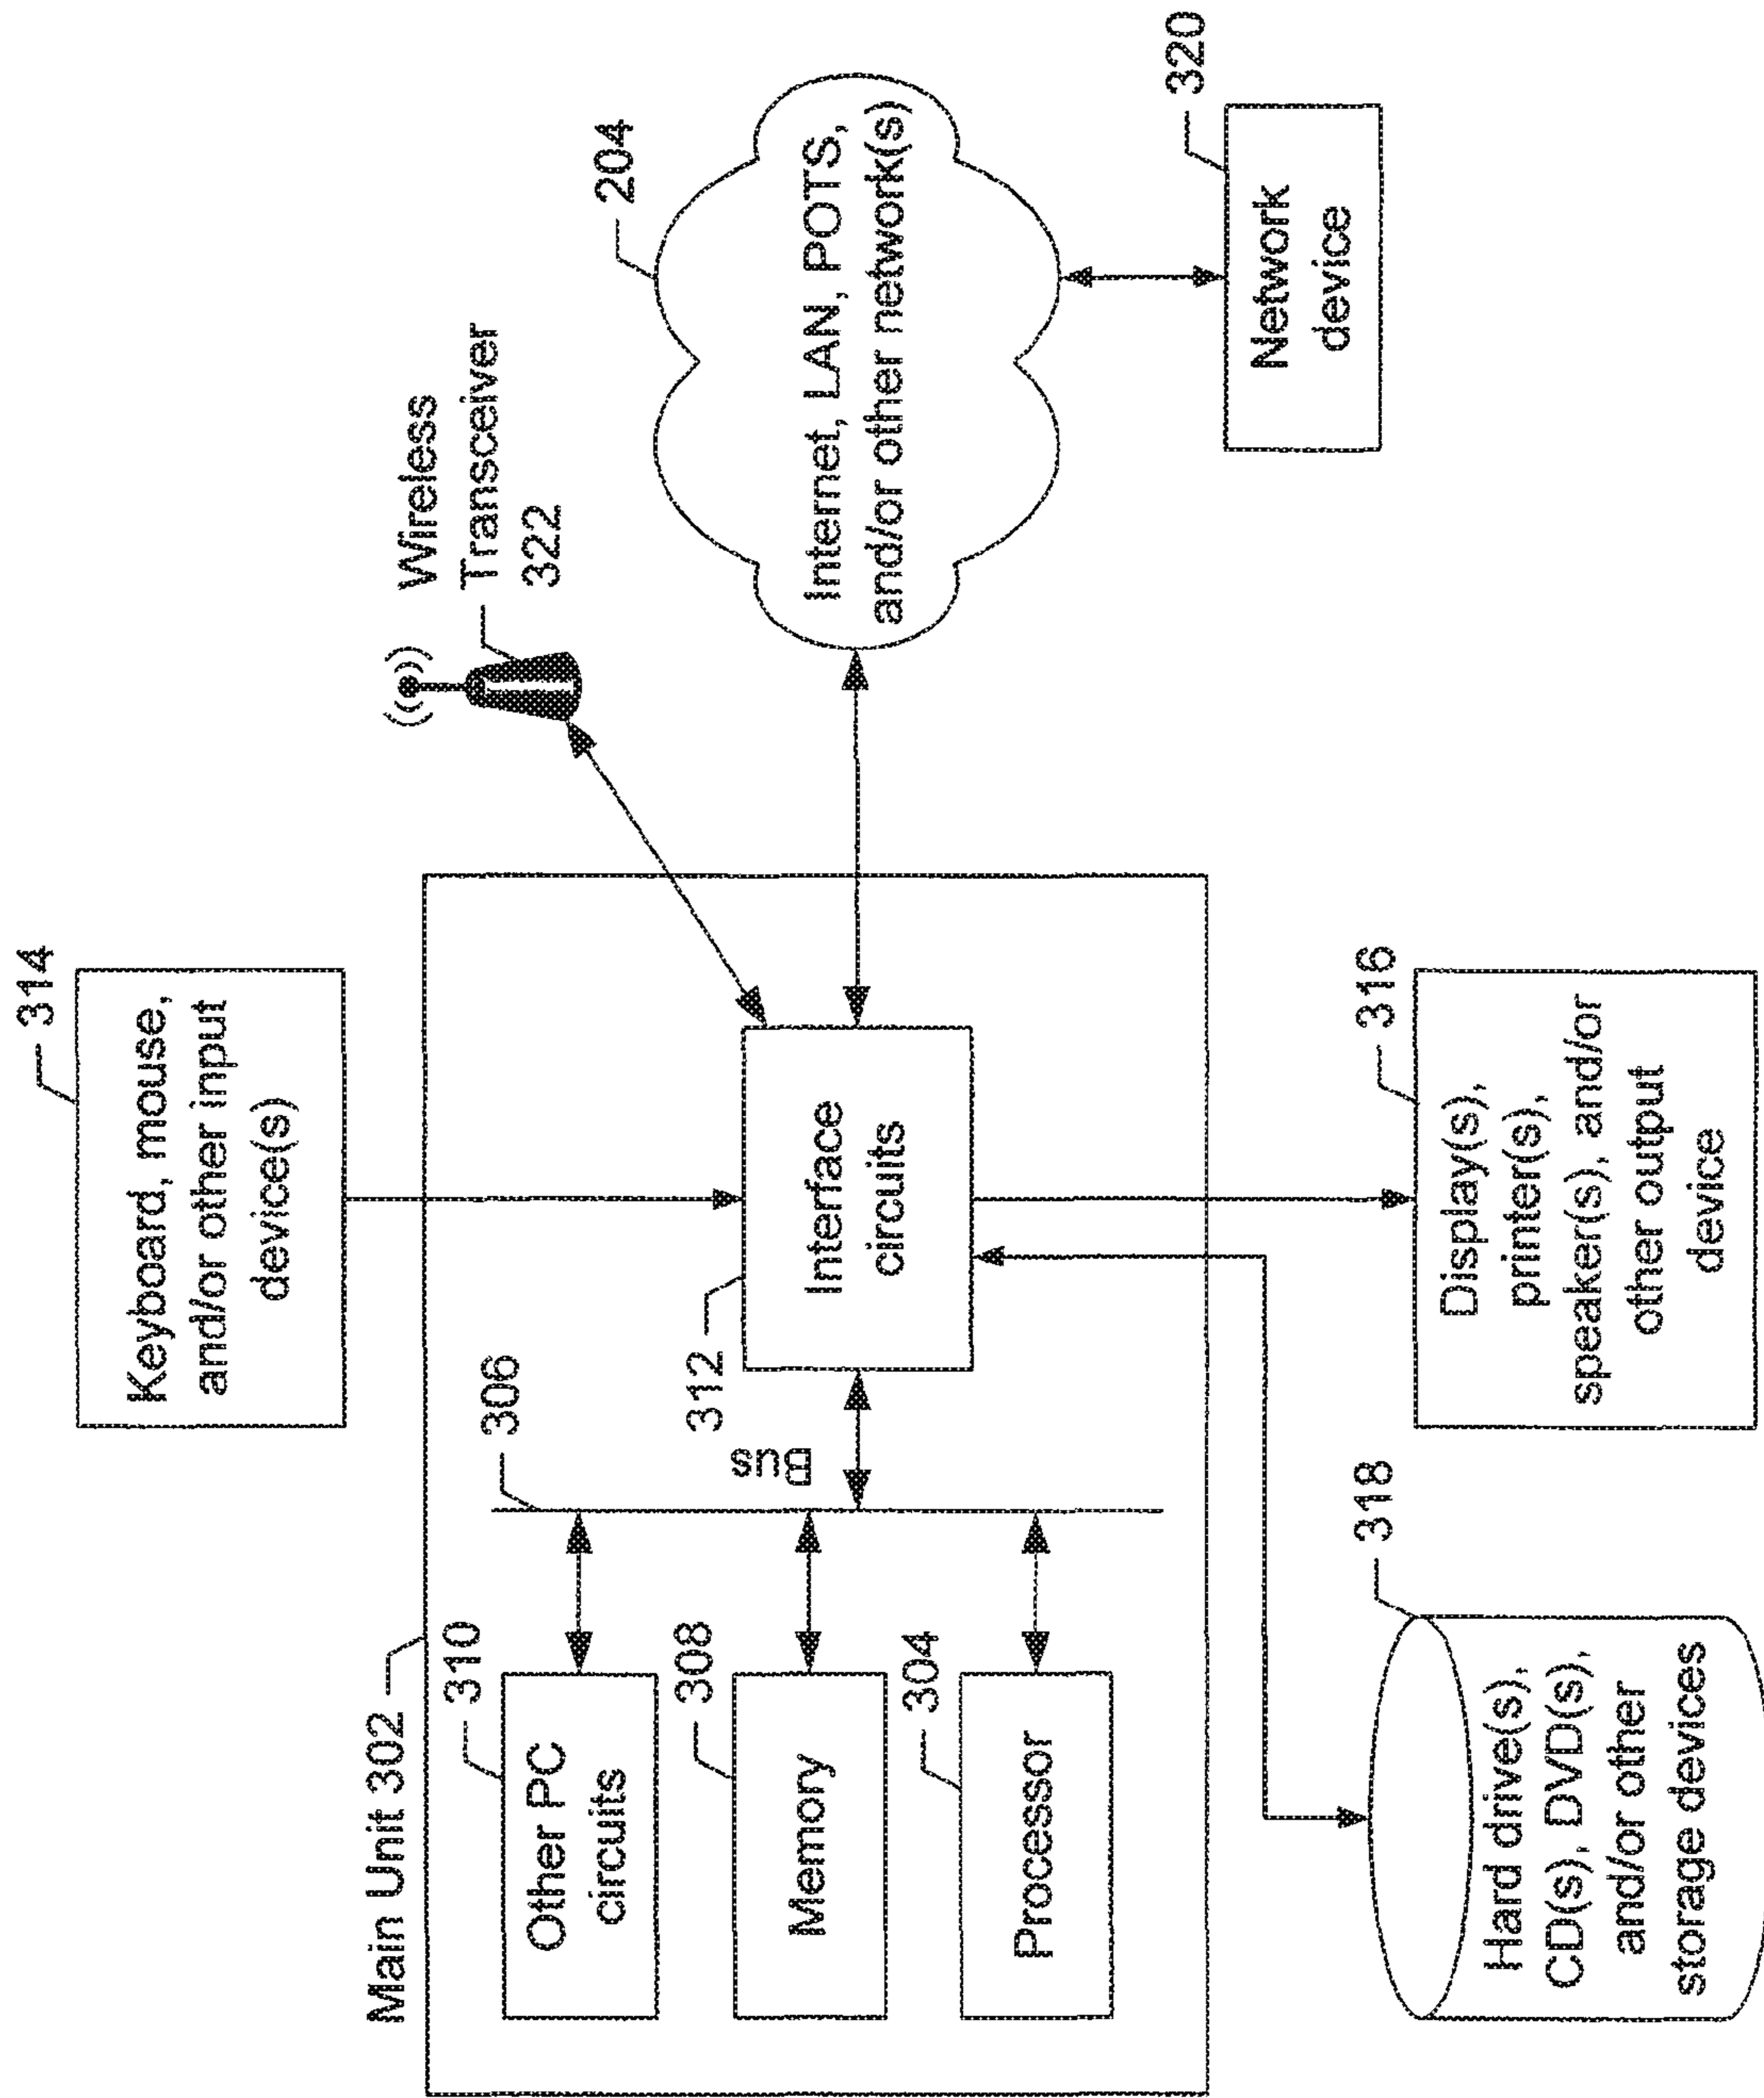 314
Keyboard, mouse,
and/or other input
device(s)
Wireless
Transceiver
322
204
Internet, LAN, POTS,
and/or other network(s)
320
Network
device
Main Unit 302
310
Other PC
circuits
308
Memory
304
Processor
306
Bus
312
Interface
circuits
318
Hard drive(s),
CD(s), DVD(s),
and/or other
storage devices
316
Display(s),
printer(s),
speaker(s), and/or
other output
device